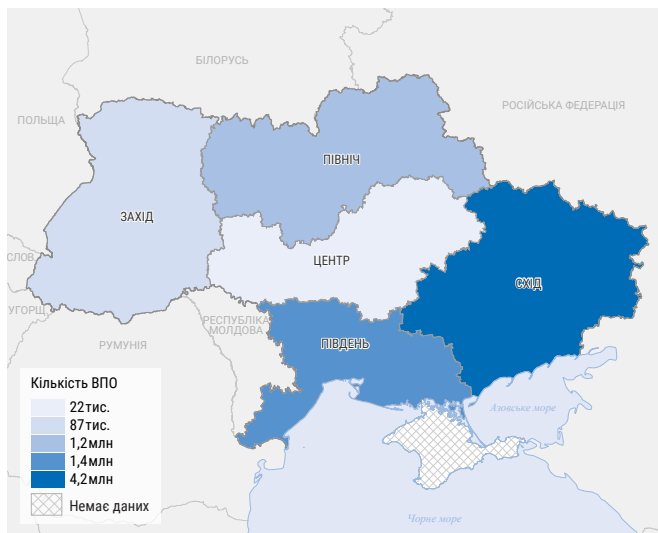 БІЛОРУСЬ
РОСІЙСЬКА ФЕДЕРАЦІЯ
ПОЛЬЩА
ПІВНІЧ
ЗАХІД
ЦЕНТР
СЛОВ.
СХІД
УГОРЩ.
РЕСПУБЛІКА
МОЛДОВА
РУМУНІЯ
ПІВДЕНЬ
Азовське море
Чорне море
Кількість ВПО
22тис.
87тис.
1,2млн
1,4млн
4,2млн
Немає даних